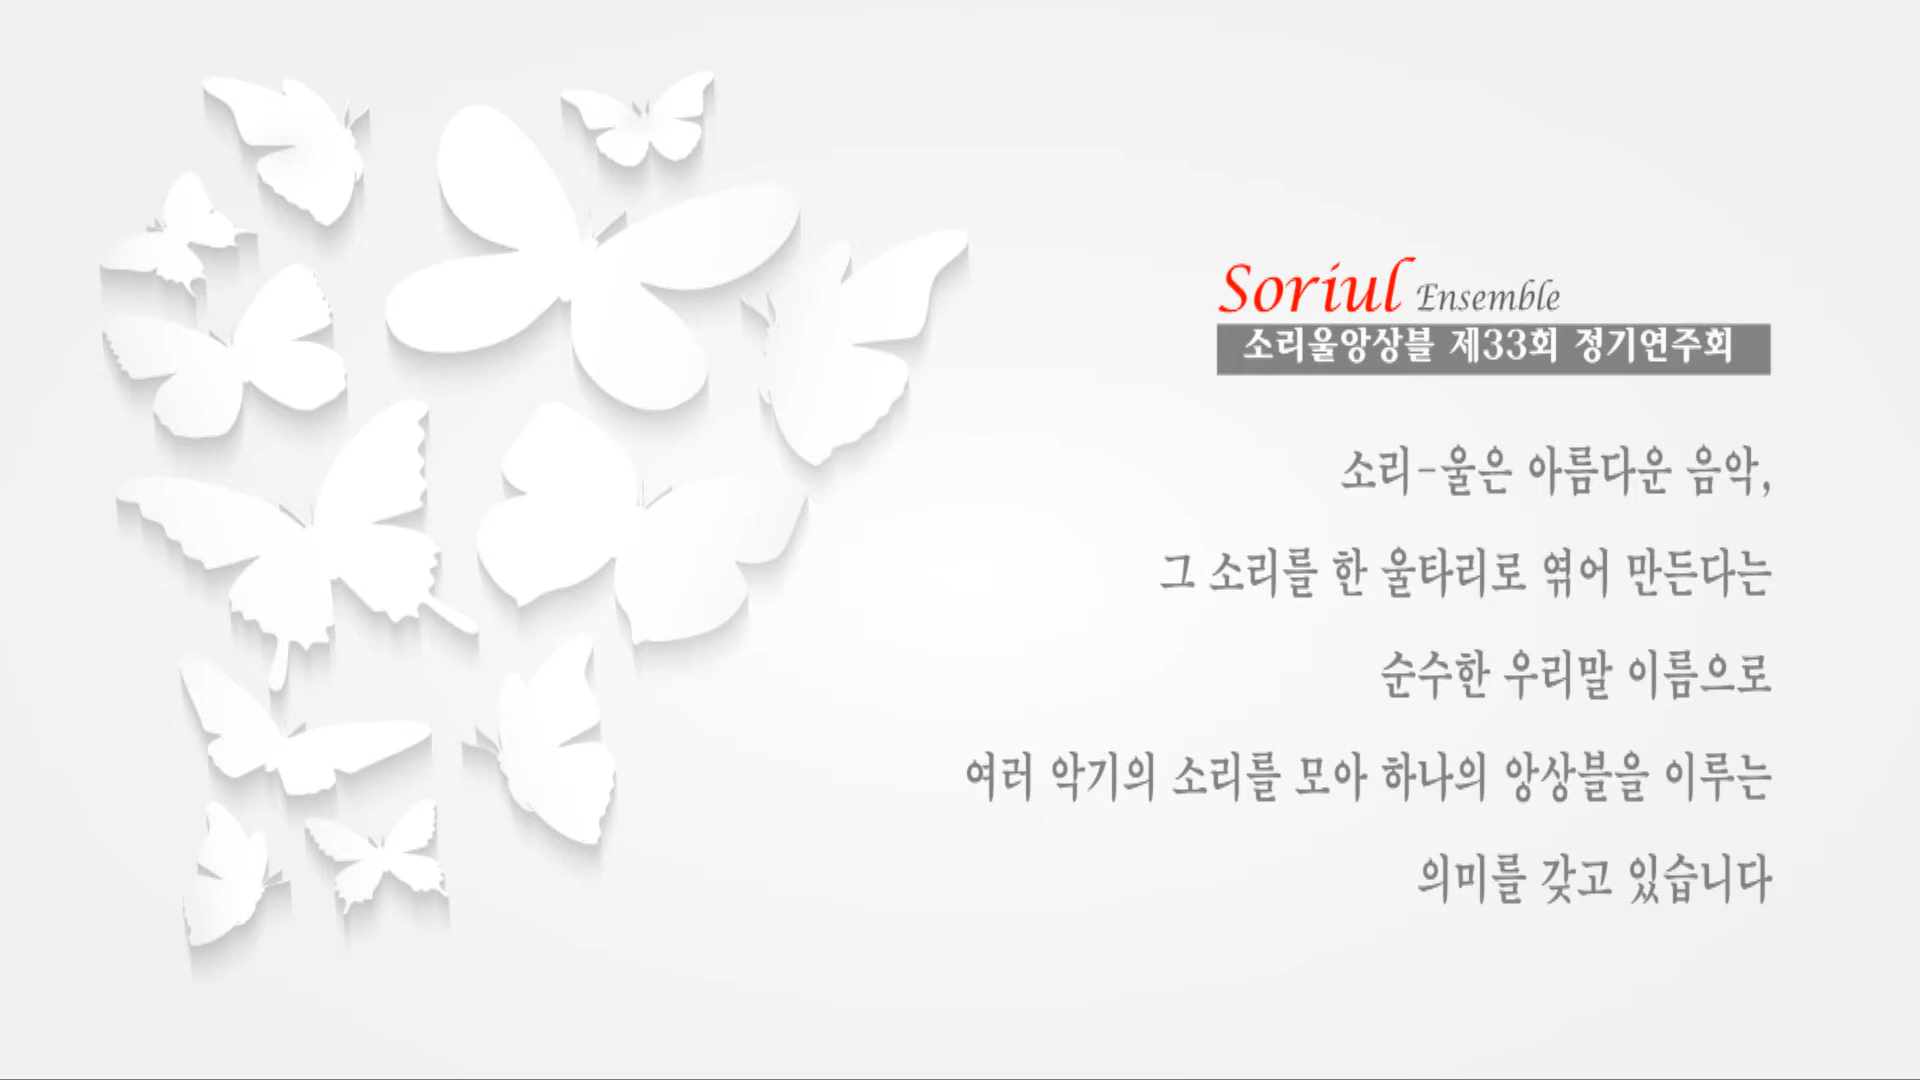 Soriul Ensemble
소리울앙상블 제33회 정기연주회
소리-울은 아름다운 음악,
그 소리를 한 울타리로 엮어 만든다는
순수한 우리말 이름으로
여러 악기의 소리를 모아 하나의 앙상블을 이루는
의미를 갖고 있습니다